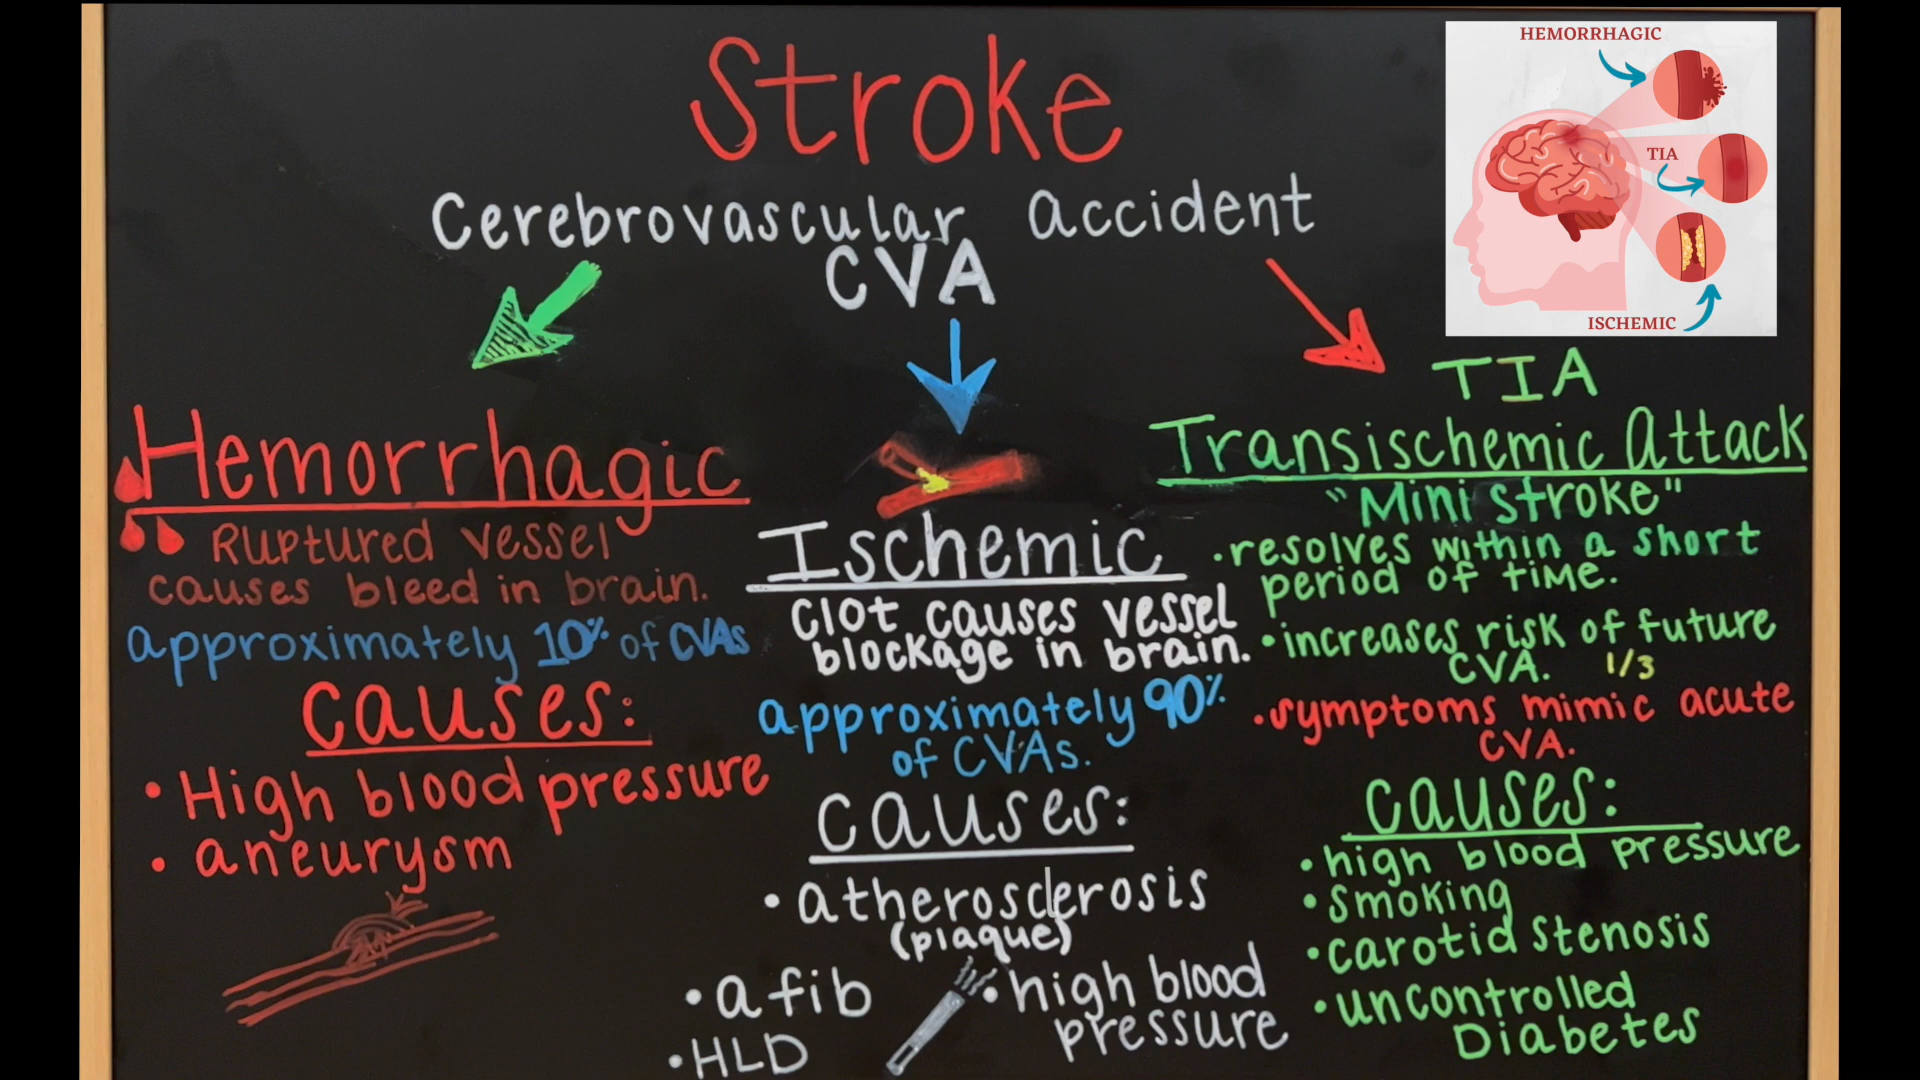 Stroke
Cerebrovascular accident
CVA
HEMORRHAGIC
TIA
ISCHEMIC
Hemorrhagic
Ruptured vessel
causes bleed in brain.
approximately 10% of CVAs
Causes:
• High blood pressure
• aneurysm
Ischemic
Clot causes vessel
blockage in brain.
approximately 90%
of CVAs.
Causes:
• atherosclerosis
(plaque)
• afib
• high blood
pressure
• HLD
TIA
Transischemic Attack
"Mini stroke"
• resolves within a short
period of time.
• increases risk of future
CVA. 1/3
• symptoms mimic acute
CVA.
Causes:
• high blood pressure
• smoking
• carotid stenosis
• uncontrolled
Diabetes